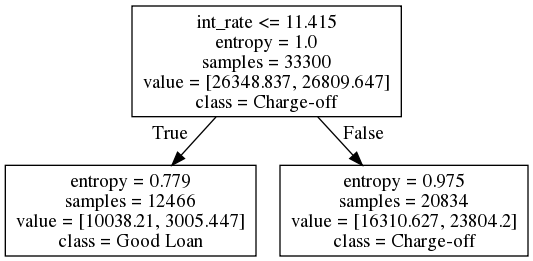 int_rate <= 11.415
entropy = 1.0
samples = 33300
value = [26348.837, 26809.647]
class = Charge-off
True
False
entropy = 0.779
samples = 12466
value = [10038.21, 3005.447]
class = Good Loan
entropy = 0.975
samples = 20834
value = [16310.627, 23804.2]
class = Charge-off